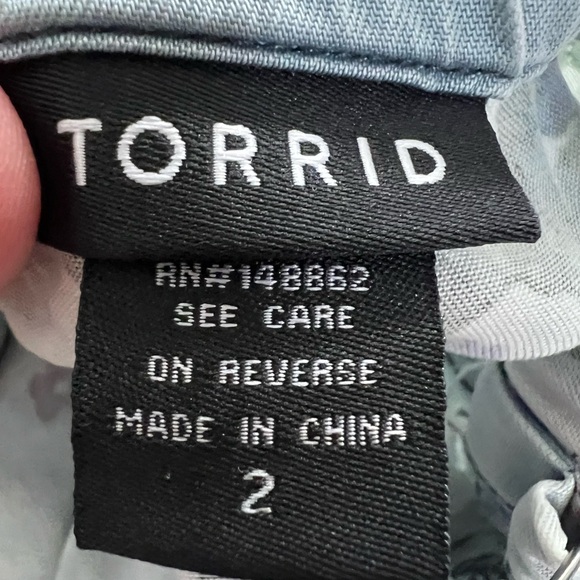 TORRID
RN#148862
SEE CARE
ON REVERSE
MADE IN CHINA
2